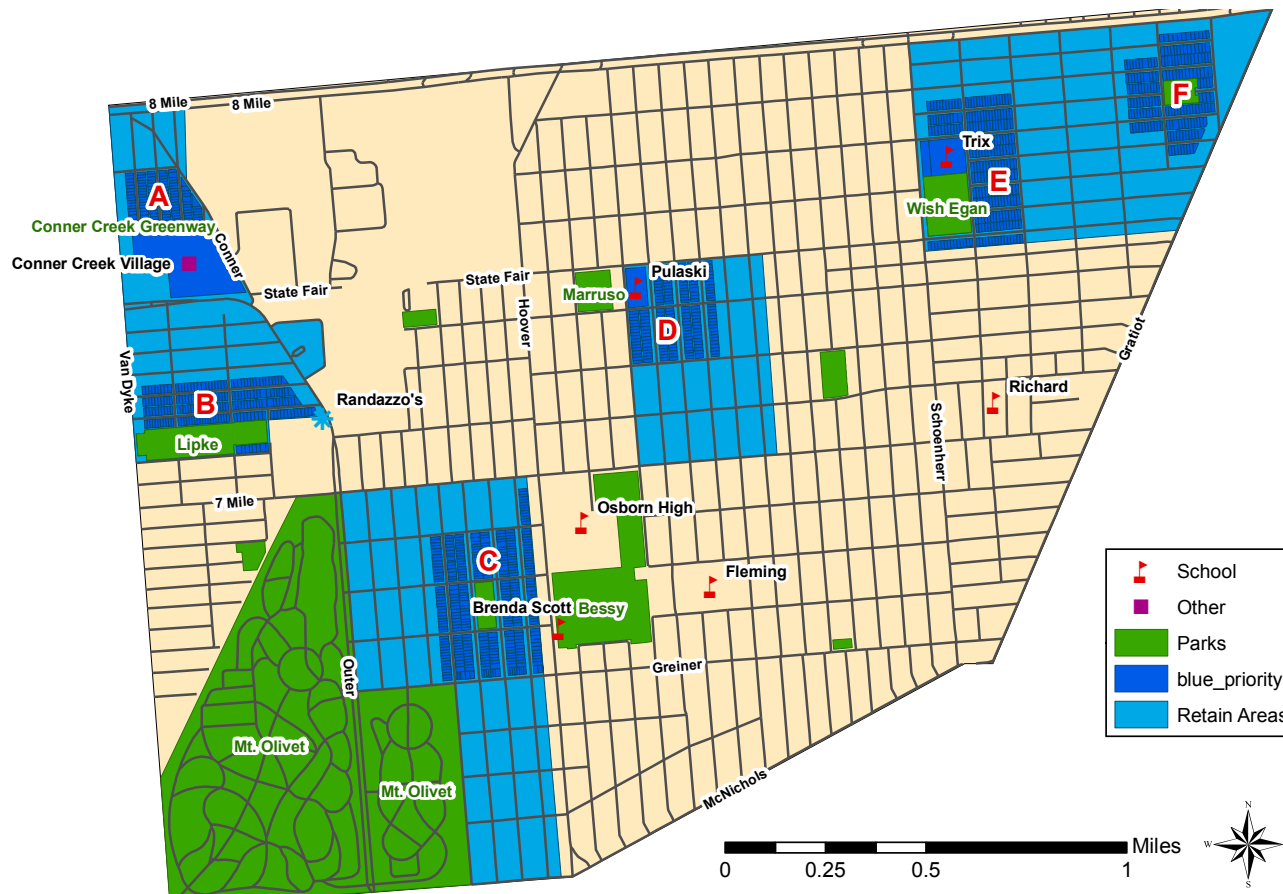 8 Mile
8 Mile
F
Trix
A
E
Wish Egan
Conner Creek Greenway
Conner
Conner Creek Village
State Fair
State Fair
Pulaski
Marruso
Hoover
D
Gratiot
Van Dyke
B
Randazzo's
Richard
Schoenherr
Lipke
7 Mile
Osborn High
C
Fleming
Brenda Scott
Bessy
Greiner
Outer
Mt. Olivet
Mt. Olivet
McNichols
School
Other
Parks
blue_priority
Retain Areas
Miles
0 0.25 0.5 1
N
W
E
S